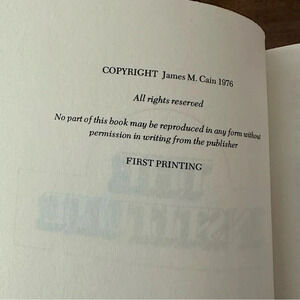 COPYRIGHT James M. Cain 1976
All rights reserved
No part of this book may be reproduced in any form without
permission in writing from the publisher
FIRST PRINTING